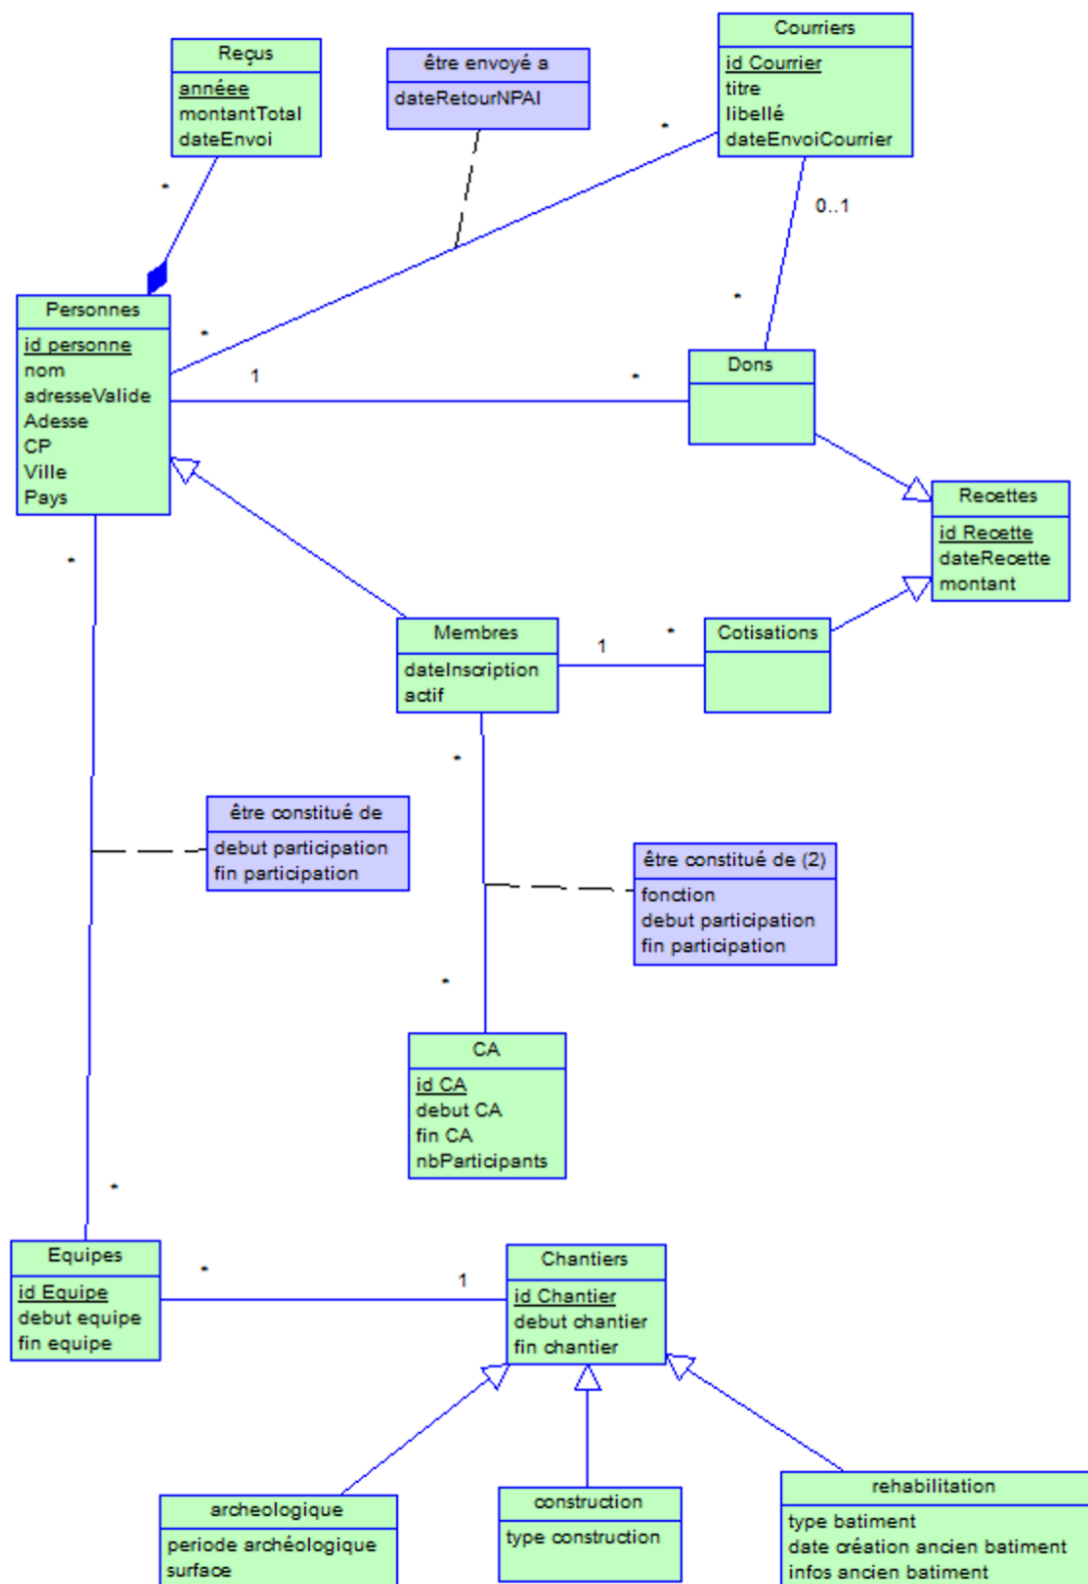 Courriers
id Courrier
titre
libellé
dateEnvoiCourrier
Reçus
annéee
montantTotal
dateEnvoi
être envoyé a
dateRetourNPAI
*
*
0..1
*
*
1
*
Personnes
id personne
nom
adresseValide
Adesse
CP
Ville
Pays
Dons
Recettes
id Recette
dateRecette
montant
*
Membres
dateInscription
actif
1
*
Cotisations
*
être constitué de
debut participation
fin participation
être constitué de (2)
fonction
debut participation
fin participation
*
CA
id CA
debut CA
fin CA
nbParticipants
*
Equipes
id Equipe
debut equipe
fin equipe
*
1
Chantiers
id Chantier
debut chantier
fin chantier
archeologique
periode archéologique
surface
construction
type construction
rehabilitation
type batiment
date création ancien batiment
infos ancien batiment